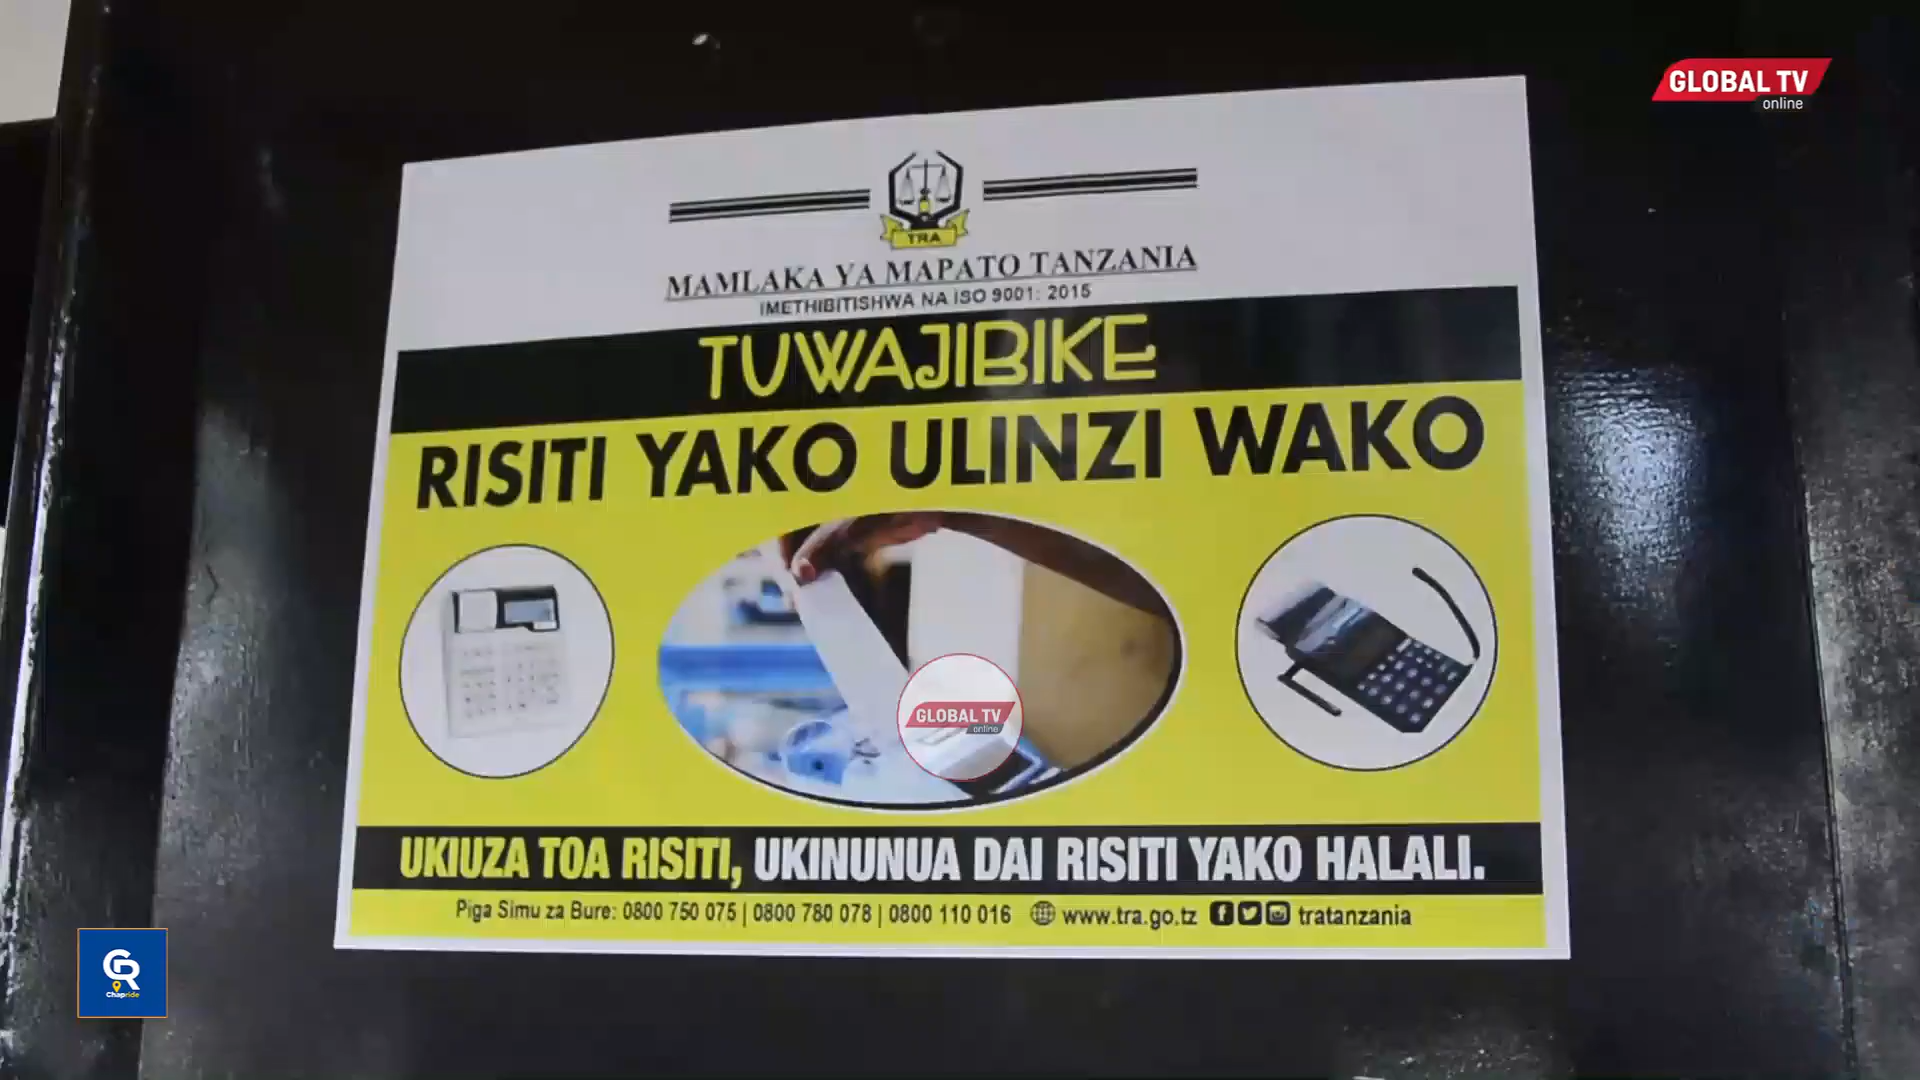 GLOBAL TV
online
TRA
MAMLAKA YA MAPATO TANZANIA
IMETHIBITISHWA NA ISO 9001: 2015
TUWAJIBIKE
RISITI YAKO ULINZI WAKO
GLOBAL TV
online
UKIUZA TOA RISITI, UKINUNUA DAI RISITI YAKO HALALI.
Piga Simu za Bure: 0800 750 075 | 0800 780 078 | 0800 110 016 www.tra.go.tz tratanzania
GR
Chapride